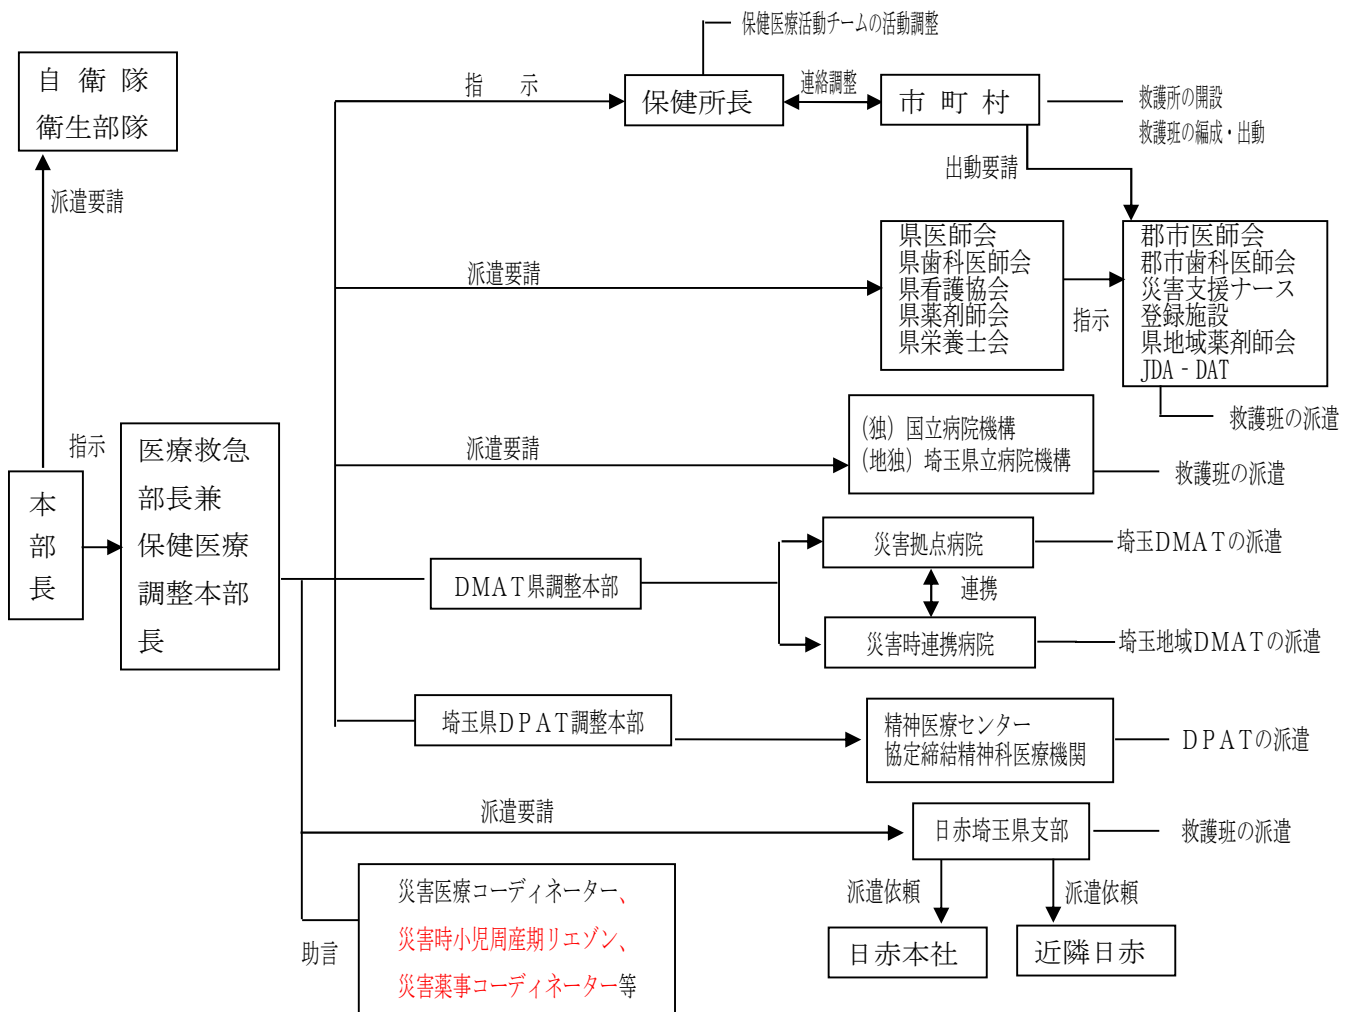 保健医療活動チームの活動調整
自 衛 隊
衛生部隊
指　示
保健所長
連絡調整
市 町 村
救護所の開設
救護班の編成・出動
派遣要請
出動要請
派遣要請
県医師会
県歯科医師会
県看護協会
県薬剤師会
県栄養士会
指示
郡市医師会
郡市歯科医師会
災害支援ナース
登録施設
県地域薬剤師会
JDA‐DAT
救護班の派遣
指示
本
部
長
医療救急
部長兼
保健医療
調整本部
長
派遣要請
(独) 国立病院機構
(地独) 埼玉県立病院機構
救護班の派遣
DMAT県調整本部
災害拠点病院
埼玉DMATの派遣
連携
災害時連携病院
埼玉地域DMATの派遣
埼玉県DPAT調整本部
精神医療センター
協定締結精神科医療機関
DPATの派遣
派遣要請
日赤埼玉県支部
救護班の派遣
災害医療コーディネーター、
災害時小児周産期リエゾン、
災害薬事コーディネーター等
助言
派遣依頼
派遣依頼
日赤本社
近隣日赤